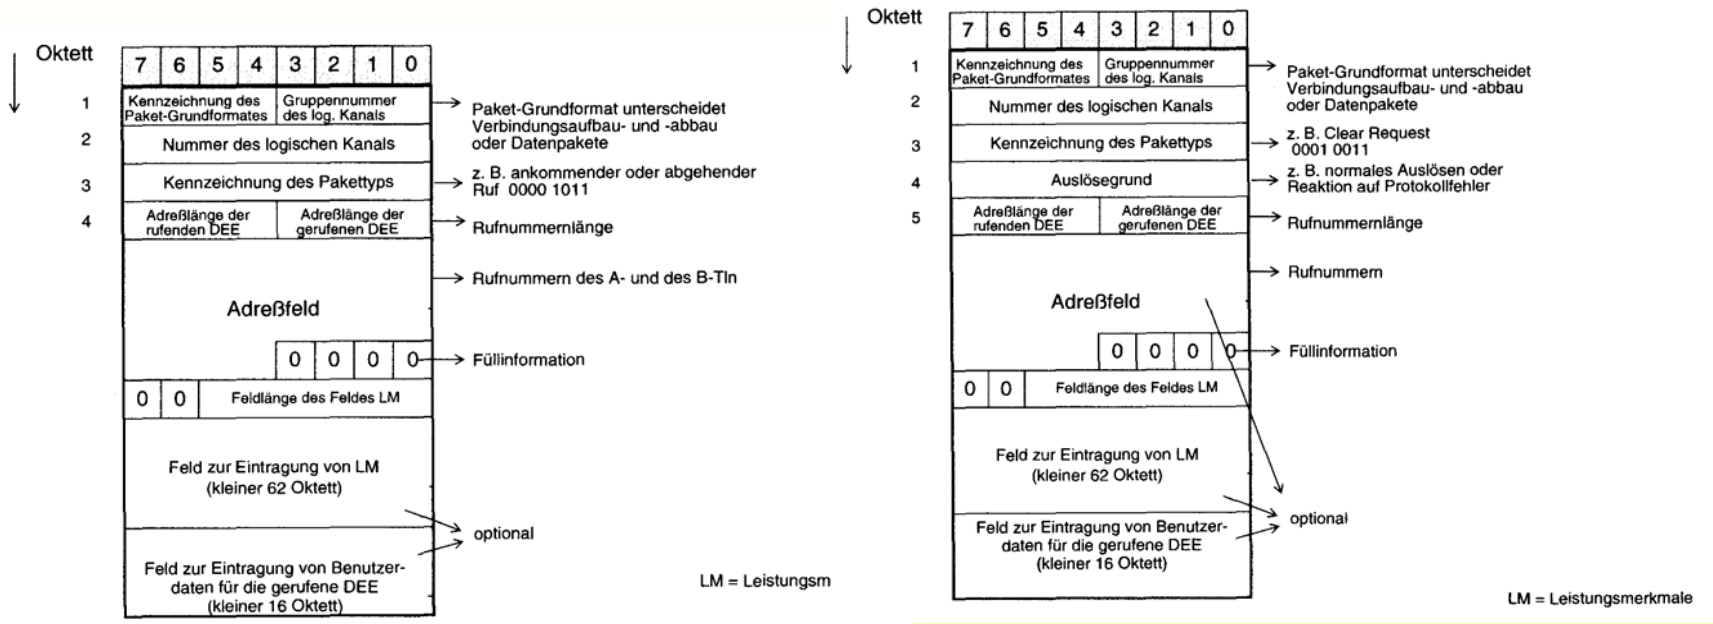 Oktett
7 6 5 4 3 2 1 0
1
Kennzeichnung des
Paket-Grundformates
Gruppennummer
des log. Kanals
Paket-Grundformat unterscheidet
Verbindungsaufbau- und -abbau
oder Datenpakete
2
Nummer des logischen Kanals
3
Kennzeichnung des Pakettyps
z. B. ankommender oder abgehender
Ruf 0000 1011
4
Adreßlänge der
rufenden DEE
Adreßlänge der
gerufenen DEE
Rufnummernlänge
Rufnummern des A- und des B-Tln
Adreßfeld
0 0 0 0
Füllinformation
0 0
Feldlänge des Feldes LM
Feld zur Eintragung von LM
(kleiner 62 Oktett)
optional
Feld zur Eintragung von Benutzer-
daten für die gerufene DEE
(kleiner 16 Oktett)
LM = Leistungsm
Oktett
7 6 5 4 3 2 1 0
1
Kennzeichnung des
Paket-Grundformates
Gruppennummer
des log. Kanals
Paket-Grundformat unterscheidet
Verbindungsaufbau- und -abbau
oder Datenpakete
2
Nummer des logischen Kanals
3
Kennzeichnung des Pakettyps
z. B. Clear Request
0001 0011
4
Auslösegrund
z. B. normales Auslösen oder
Reaktion auf Protokollfehler
5
Adreßlänge der
rufenden DEE
Adreßlänge der
gerufenen DEE
Rufnummernlänge
Rufnummern
Adreßfeld
0 0 0 0
Füllinformation
0 0
Feldlänge des Feldes LM
Feld zur Eintragung von LM
(kleiner 62 Oktett)
optional
Feld zur Eintragung von Benutzer-
daten für die gerufene DEE
(kleiner 16 Oktett)
LM = Leistungsmerkmale